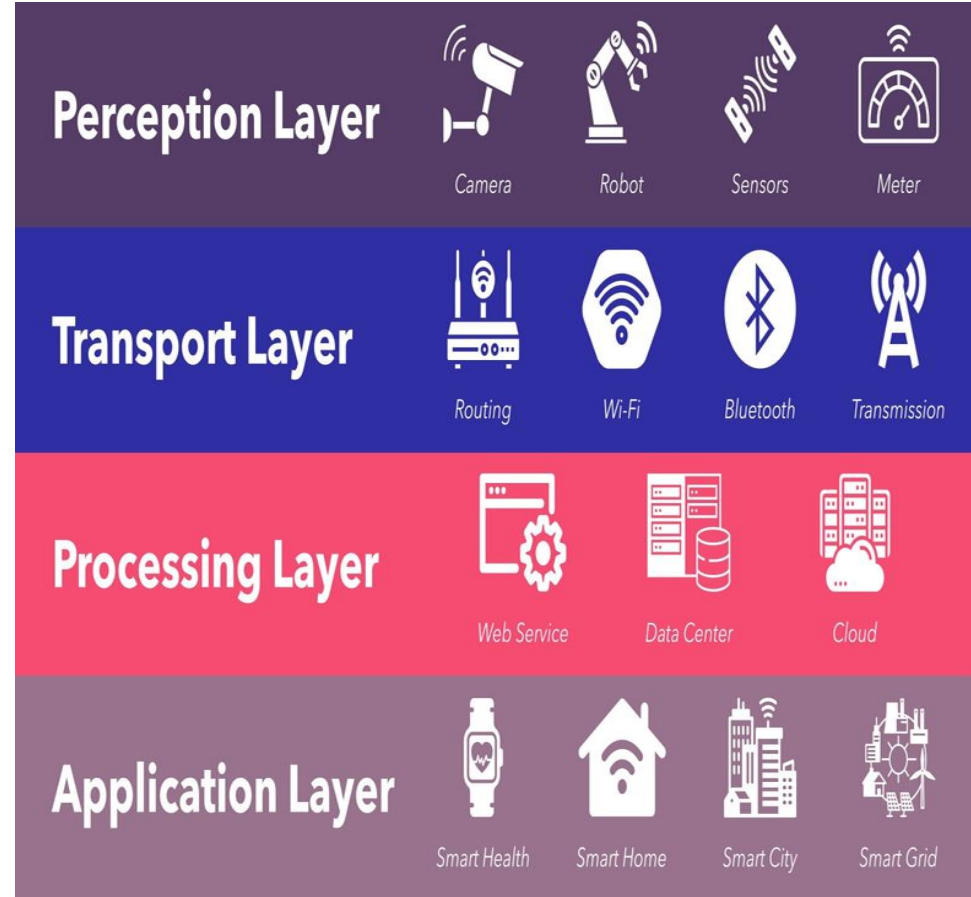 Perception Layer
Camera
Robot
Sensors
Meter
Transport Layer
Routing
Wi-Fi
Bluetooth
Transmission
Processing Layer
Web Service
Data Center
Cloud
Application Layer
Smart Health
Smart Home
Smart City
Smart Grid